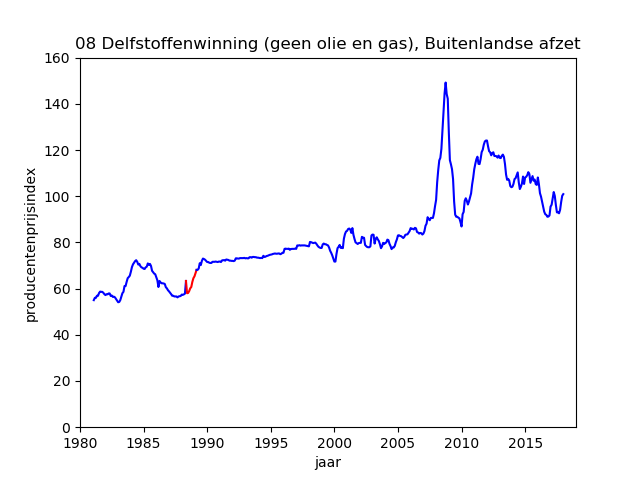 08 Delfstoffenwinning (geen olie en gas), Buitenlandse afzet
160
140
120
100
80
60
40
20
0
producentenprijsindex
1980 1985 1990 1995 2000 2005 2010 2015
jaar